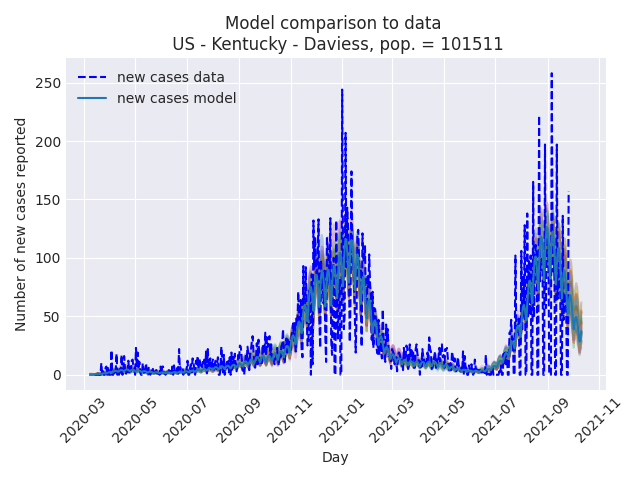 Model comparison to data
US - Kentucky - Daviess, pop. = 101511
new cases data
new cases model
Number of new cases reported
250
200
150
100
50
0
2020-03
2020-05
2020-07
2020-09
2020-11
2021-01
2021-03
2021-05
2021-07
2021-09
2021-11
Day